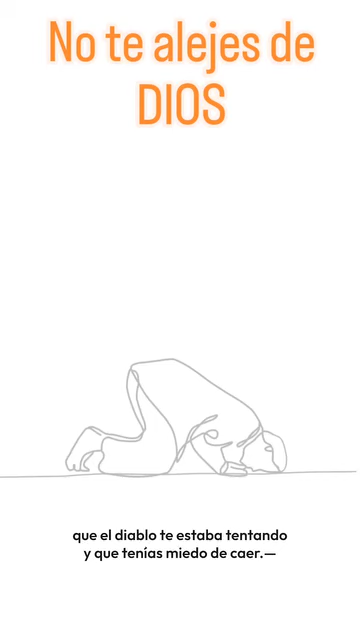 No te alejes de
DIOS
que el diablo te estaba tentando
y que tenías miedo de caer.—